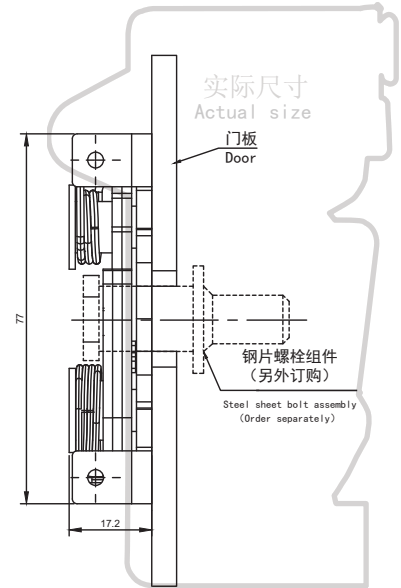 实际尺寸
Actual size
门板
Door
77
钢片螺栓组件
（另外订购）
Steel sheet bolt assembly
（Order separately）
17.2